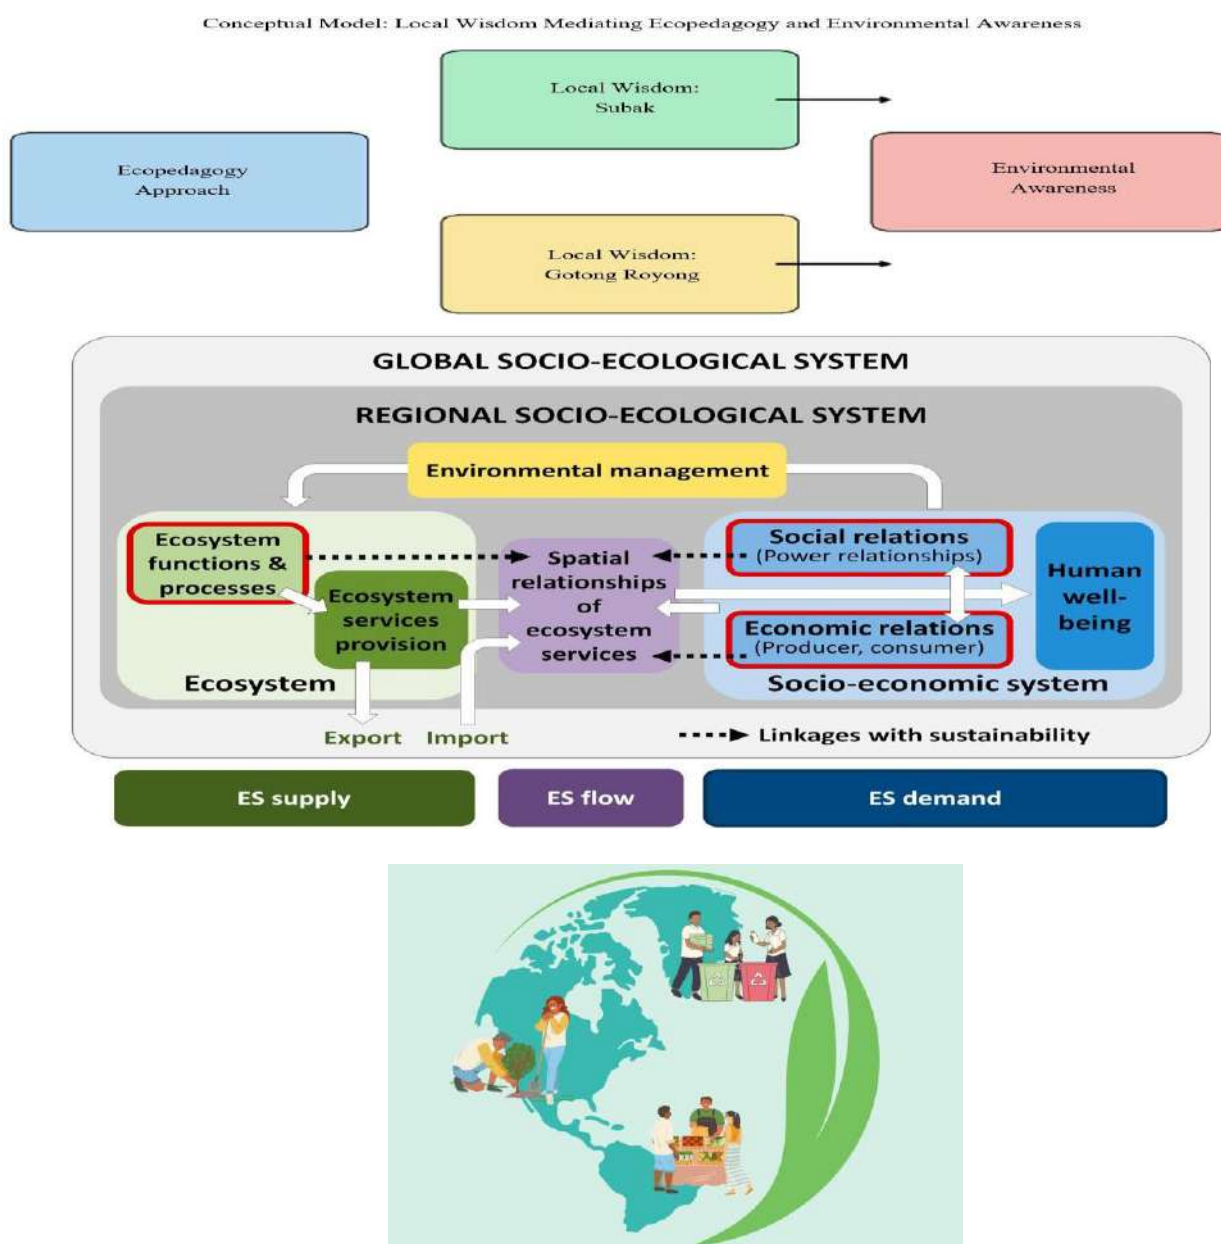 Conceptual Model: Local Wisdom Mediating Ecopedagogy and Environmental Awareness
Local Wisdom:
Subak
Ecopedagogy
Approach
Environmental
Awareness
Local Wisdom:
Gotong Royong
GLOBAL SOCIO-ECOLOGICAL SYSTEM
REGIONAL SOCIO-ECOLOGICAL SYSTEM
Environmental management
Ecosystem
functions &
processes
Ecosystem
services
provision
Ecosystem
Spatial
relationships
of
ecosystem
services
Social relations
(Power relationships)
Economic relations
(Producer, consumer)
Human
well-
being
Socio-economic system
Export
Import
Linkages with sustainability
ES supply
ES flow
ES demand